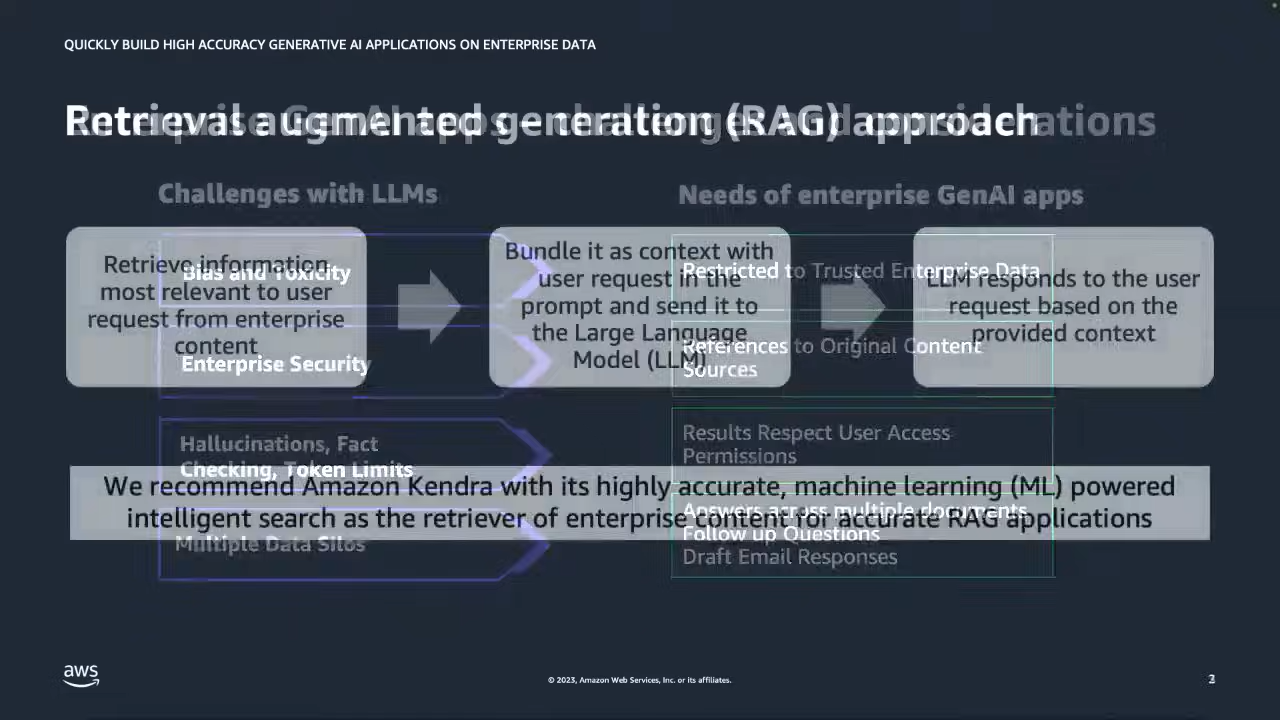 QUICKLY BUILD HIGH ACCURACY GENERATIVE AI APPLICATIONS ON ENTERPRISE DATA
Retrieval augmented generation (RAG) approach
Challenges with LLMs
Needs of enterprise GenAI apps
Retrieve information
most relevant to user
request from enterprise
content
Bundle it as context with
user request in the
prompt and send it to
the Large Language
Model (LLM)
LLM responds to the user
request based on the
provided context
Bias and Toxicity
Enterprise Security
Hallucinations, Fact
Checking, Token Limits
Multiple Data Silos
Restricted to Trusted Enterprise Data
References to Original Content
Sources
Results Respect User Access
Permissions
Answers across multiple documents
Follow up Questions
Draft Email Responses
We recommend Amazon Kendra with its highly accurate, machine learning (ML) powered
intelligent search as the retriever of enterprise content for accurate RAG applications
aws
© 2023, Amazon Web Services, Inc. or its affiliates.